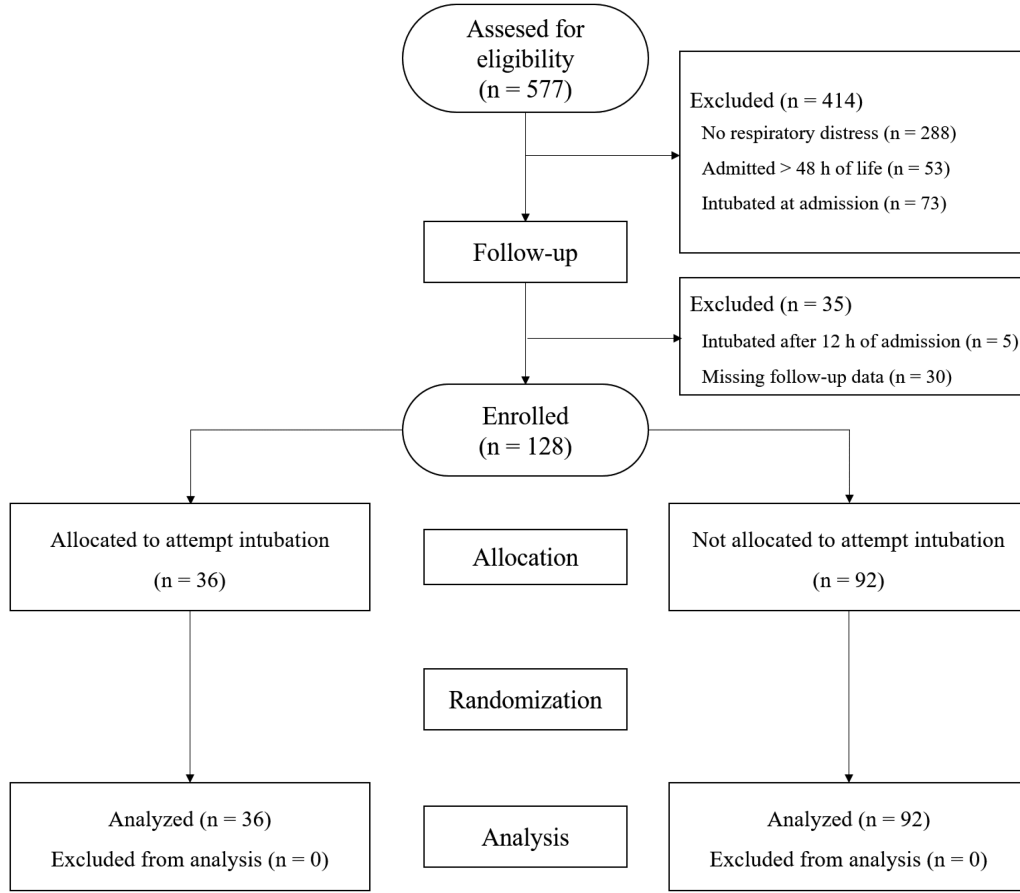 Assesed for
eligibility
(n = 577)
Excluded (n = 414)
No respiratory distress (n = 288)
Admitted > 48 h of life (n = 53)
Intubated at admission (n = 73)
Follow-up
Excluded (n = 35)
Intubated after 12 h of admission (n = 5)
Missing follow-up data (n = 30)
Enrolled
(n = 128)
Allocated to attempt intubation
(n = 36)
Allocation
Not allocated to attempt intubation
(n = 92)
Randomization
Analyzed (n = 36)
Excluded from analysis (n = 0)
Analysis
Analyzed (n = 92)
Excluded from analysis (n = 0)